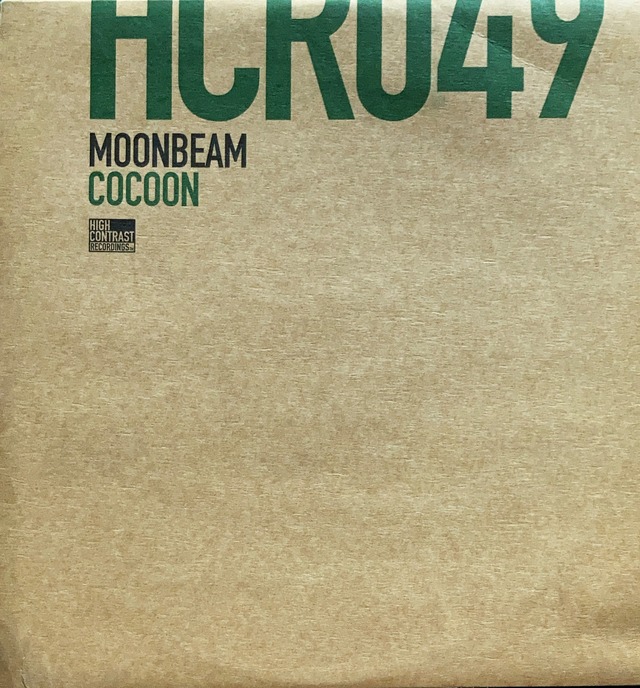 HCR049
MOONBEAM
COCOON
HIGH
CONTRAST
RECORDINGS